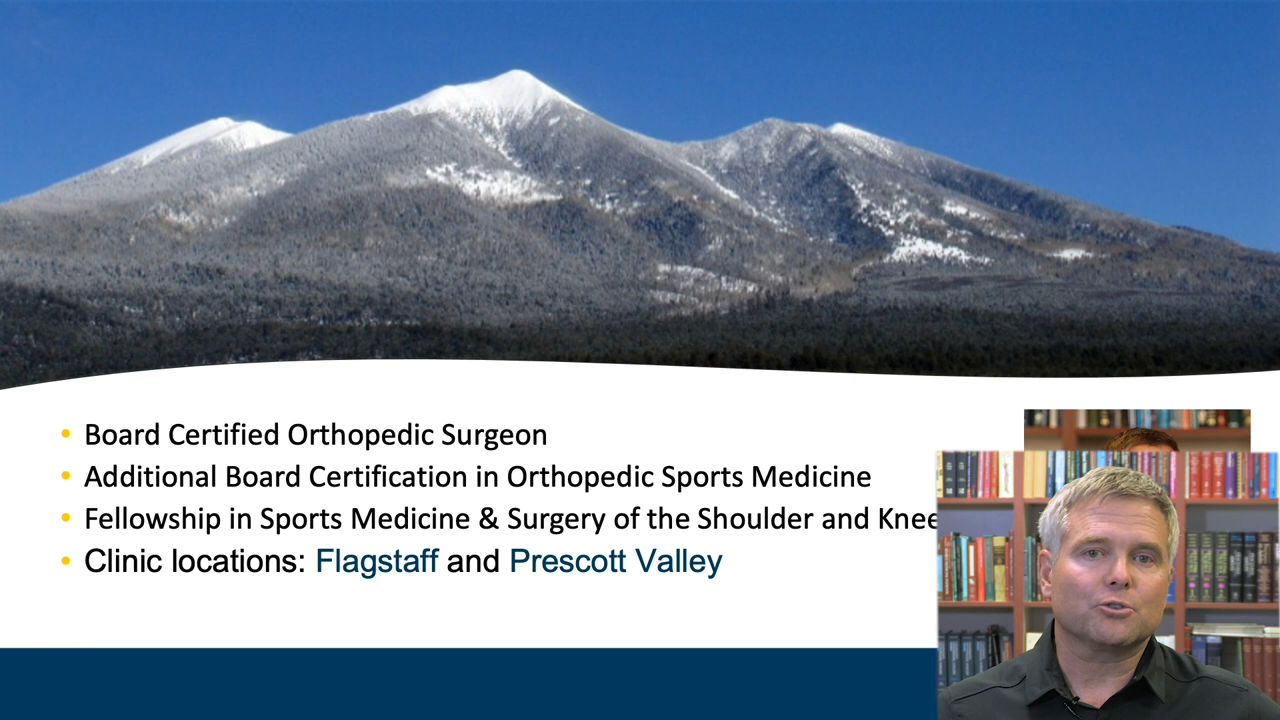 • Board Certified Orthopedic Surgeon
• Additional Board Certification in Orthopedic Sports Medicine
• Fellowship in Sports Medicine & Surgery of the Shoulder and Knee
• Clinic locations: Flagstaff and Prescott Valley